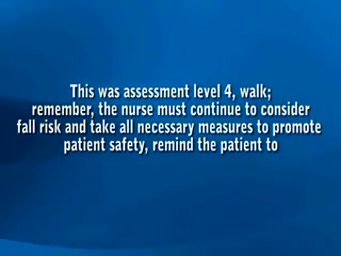 This was assessment level 4, walk;
remember, the nurse must continue to consider
fall risk and take all necessary measures to promote
patient safety, remind the patient to